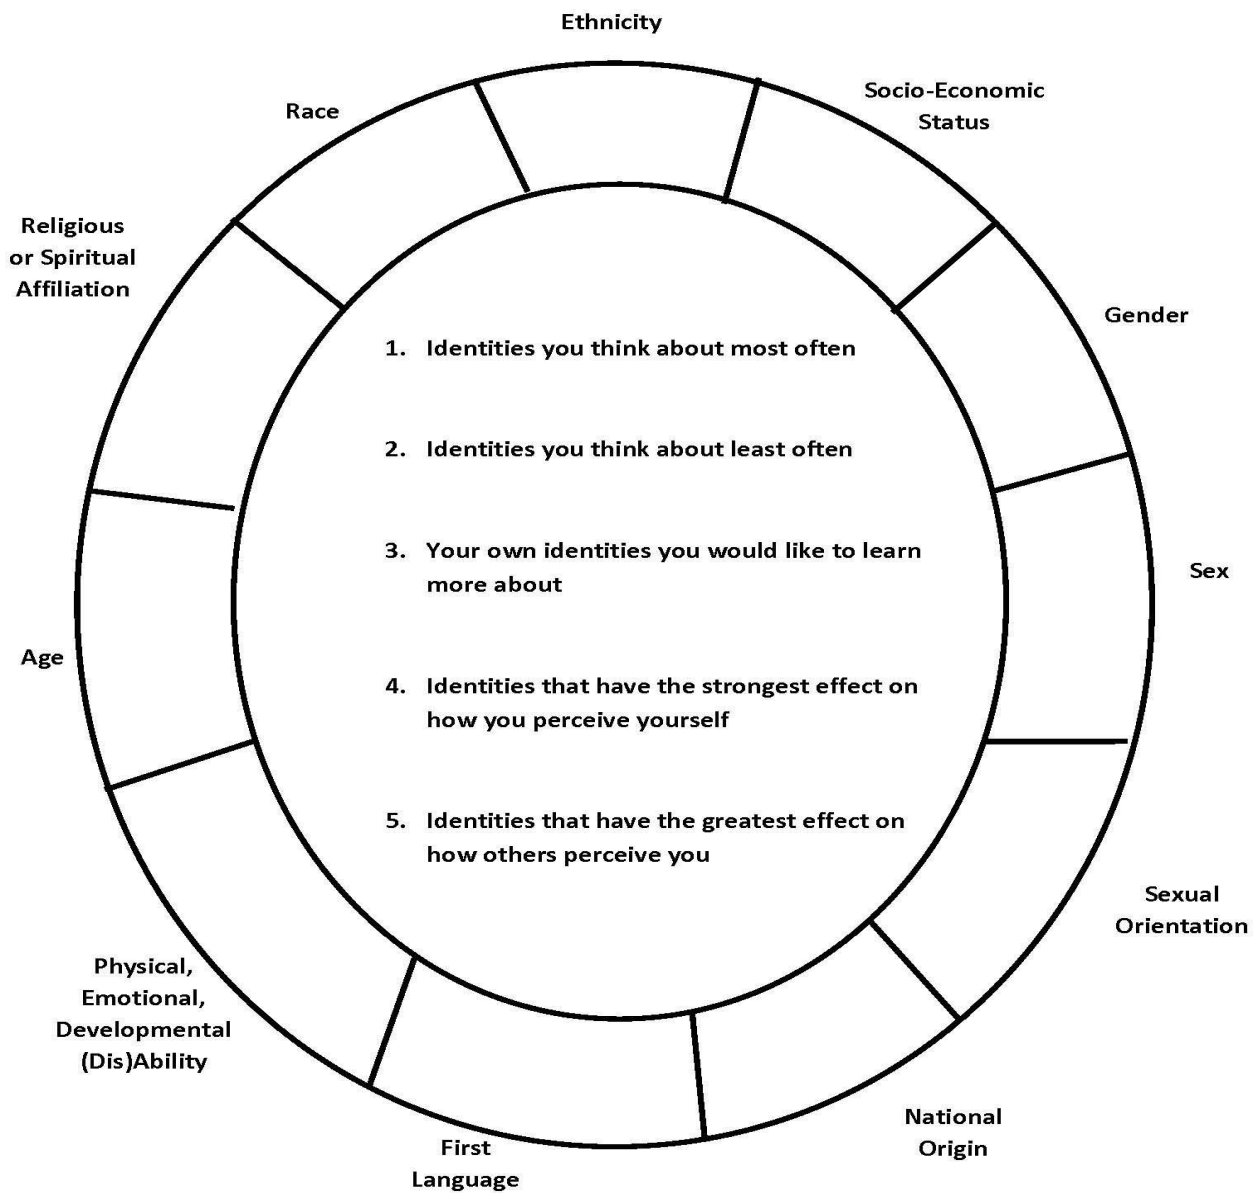 Ethnicity
Socio-Economic
Status
Race
Religious
or Spiritual
Affiliation
Gender
1. Identities you think about most often
2. Identities you think about least often
3. Your own identities you would like to learn
more about
Sex
Age
4. Identities that have the strongest effect on
how you perceive yourself
5. Identities that have the greatest effect on
how others perceive you
Sexual
Orientation
Physical,
Emotional,
Developmental
(Dis)Ability
National
Origin
First
Language